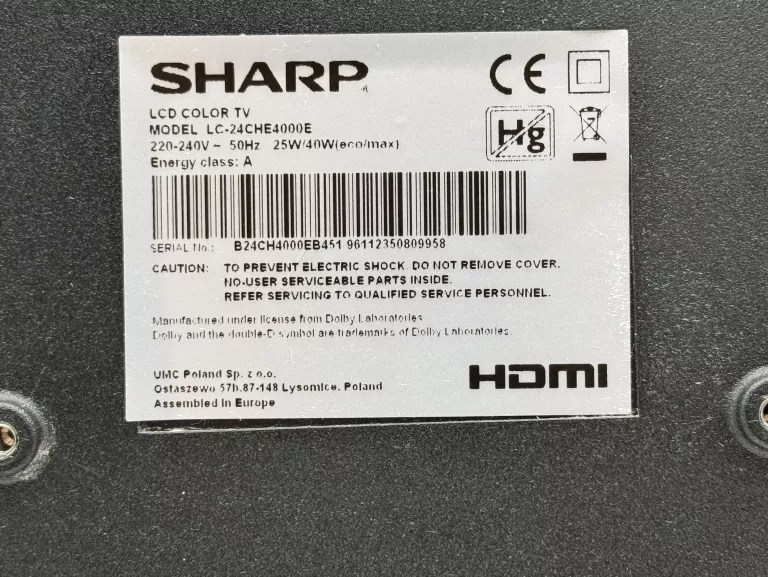 SHARP
CE
LCD COLOR TV
MODEL LC-24CHE4000E
220-240V ~ 50Hz 25W/40W(eco/max)
Energy class: A
Hg
SERIAL No.: B24CH4000EB451 96112350809958
CAUTION: TO PREVENT ELECTRIC SHOCK. DO NOT REMOVE COVER.
NO-USER SERVICEABLE PARTS INSIDE.
REFER SERVICING TO QUALIFIED SERVICE PERSONNEL.
Manufactured under license from Dolby Laboratories.
Dolby and the double-D symbol are trademarks of Dolby Laboratories.
UMC Poland Sp. z o.o.
Ostaszewo 57b,87-148 Lysomice, Poland
Assembled in Europe
HDMI